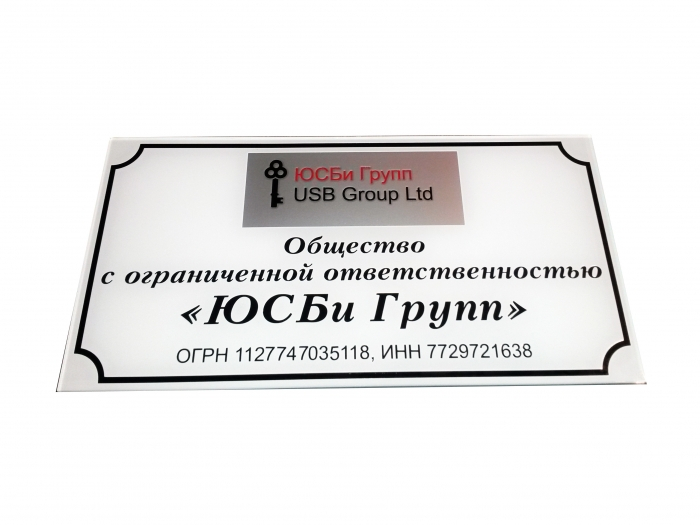 ЮСБи Групп
USB Group Ltd
Общество
с ограниченной ответственностью
«ЮСБи Групп»
ОГРН 1127747035118, ИНН 7729721638